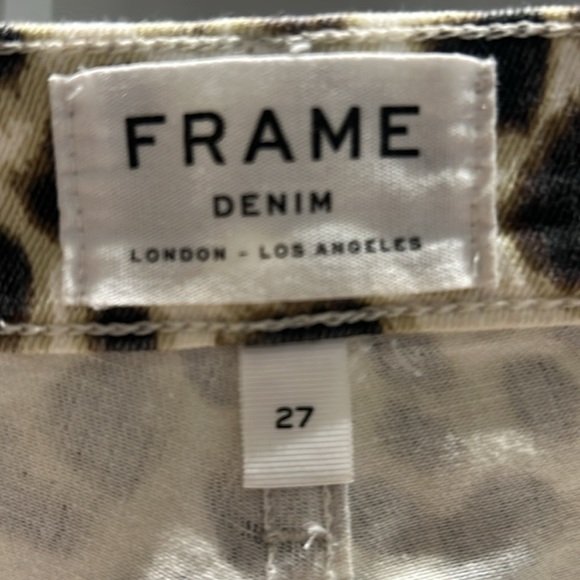 FRAME
DENIM
LONDON - LOS ANGELES
27